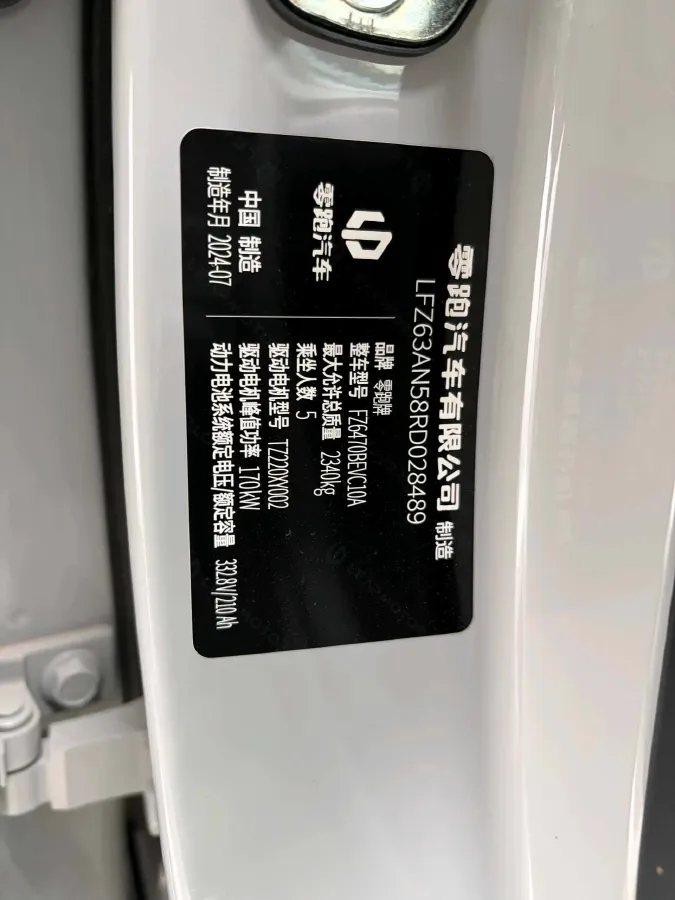 零跑汽车有限公司 制造
LFZ63AN58RD028489
品牌 零跑牌
整车型号 FZ6470BEVC10A
最大允许总质量 2340kg
乘坐人数 5
驱动电机型号 TZ220XY002
驱动电机峰值功率 170kW
动力电池系统额定电压/额定容量 332.8V/210Ah
零跑汽车
中国 制造
制造年月 2024-07